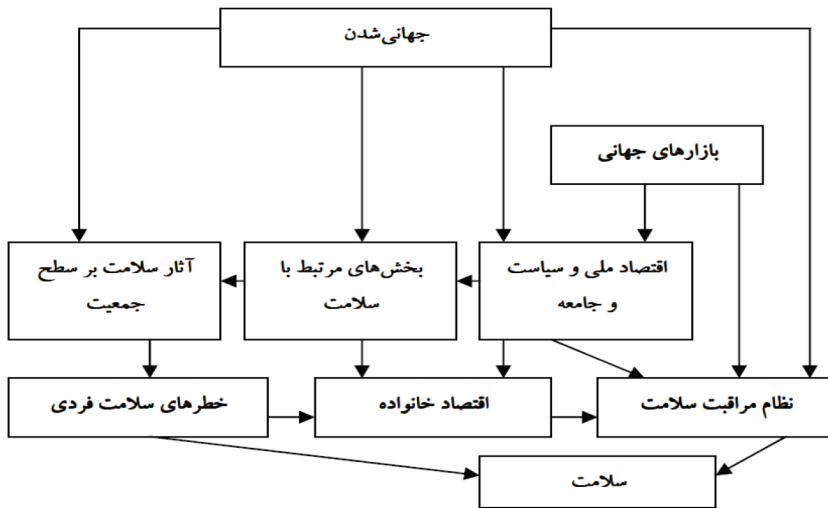 جهانی‌شدن
بازارهای جهانی
اقتصاد ملی و سیاست
و جامعه
بخش‌های مرتبط با
سلامت
آثار سلامت بر سطح
جمعیت
نظام مراقبت سلامت
اقتصاد خانواده
خطرهای سلامت فردی
سلامت